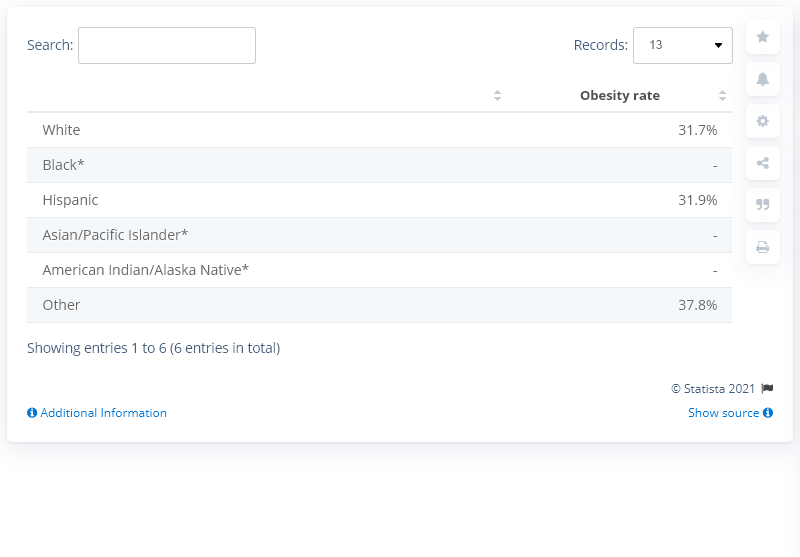 Search:
Records: 13
Obesity rate
White 31.7%
Black* -
Hispanic 31.9%
Asian/Pacific Islander* -
American Indian/Alaska Native* -
Other 37.8%
Showing entries 1 to 6 (6 entries in total)
© Statista 2021
Additional Information
Show source